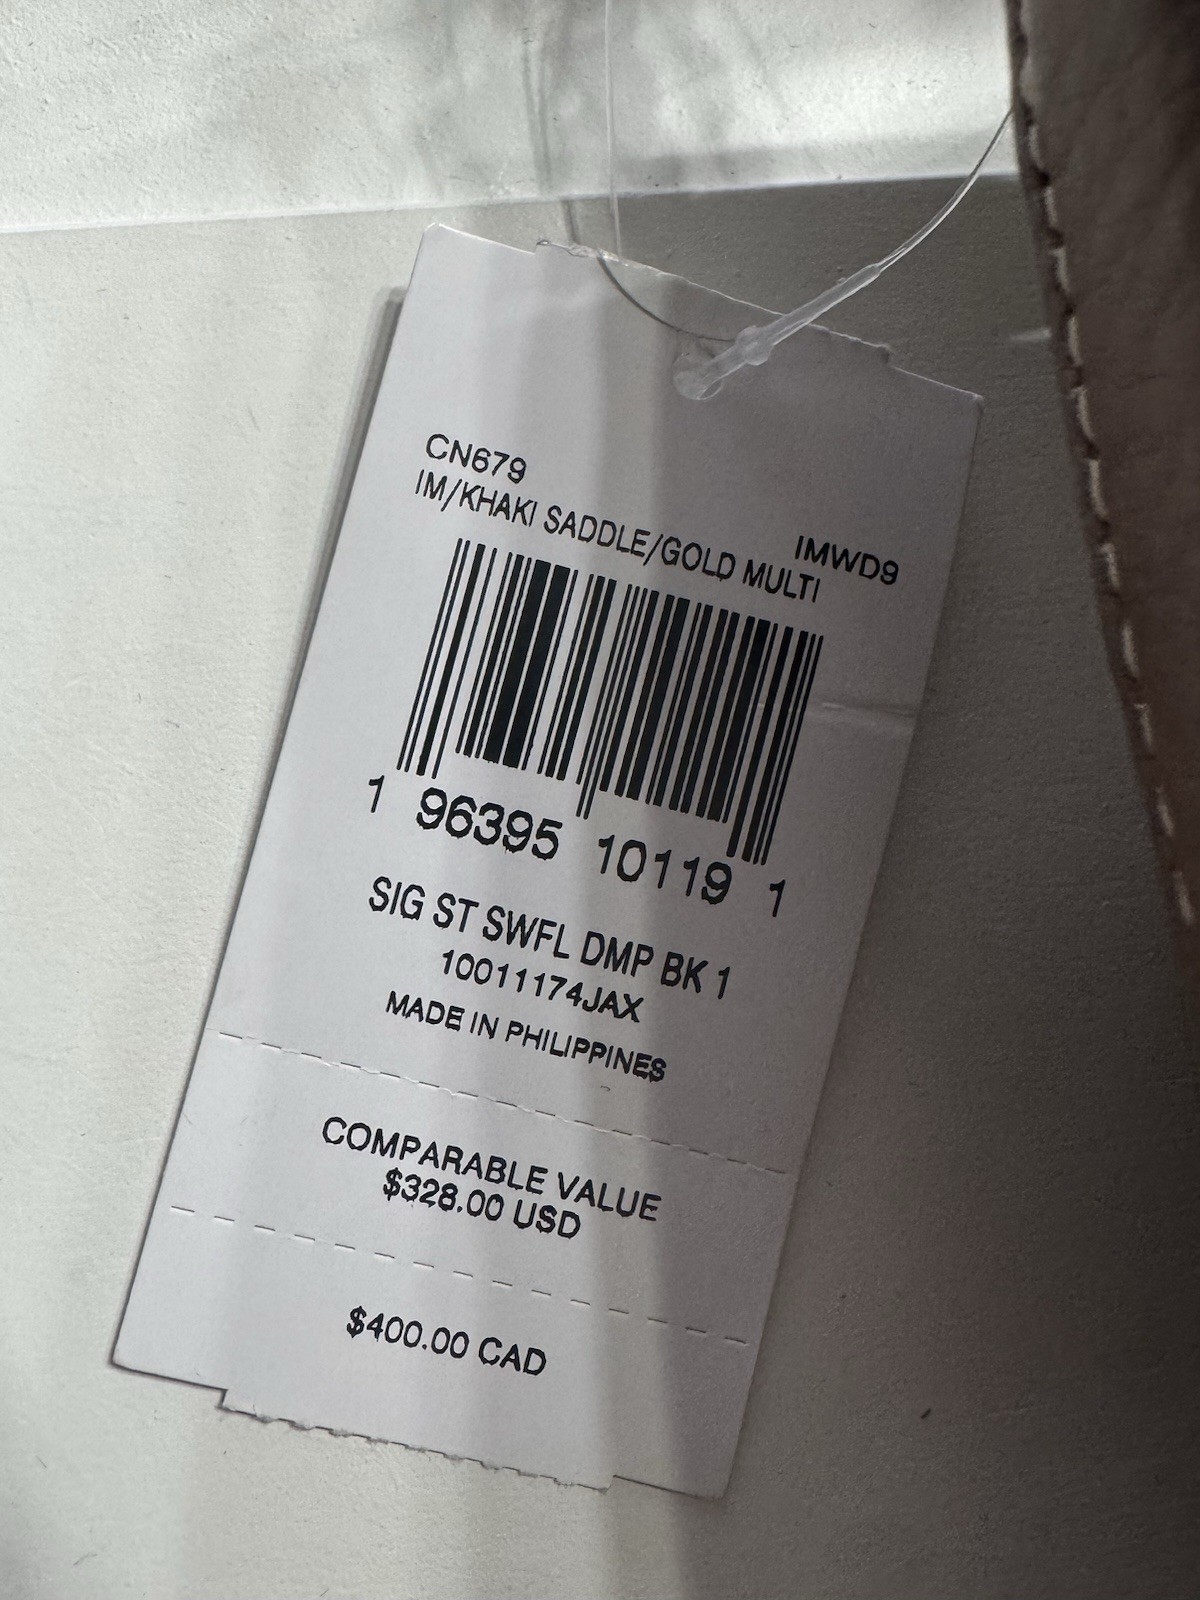 CN679
IMWD9
IM/KHAKI SADDLE/GOLD MULTI
1 96395 10119 1
SIG ST SWFL DMP BK 1
10011174JAX
MADE IN PHILIPPINES
COMPARABLE VALUE
$328.00 USD
$400.00 CAD